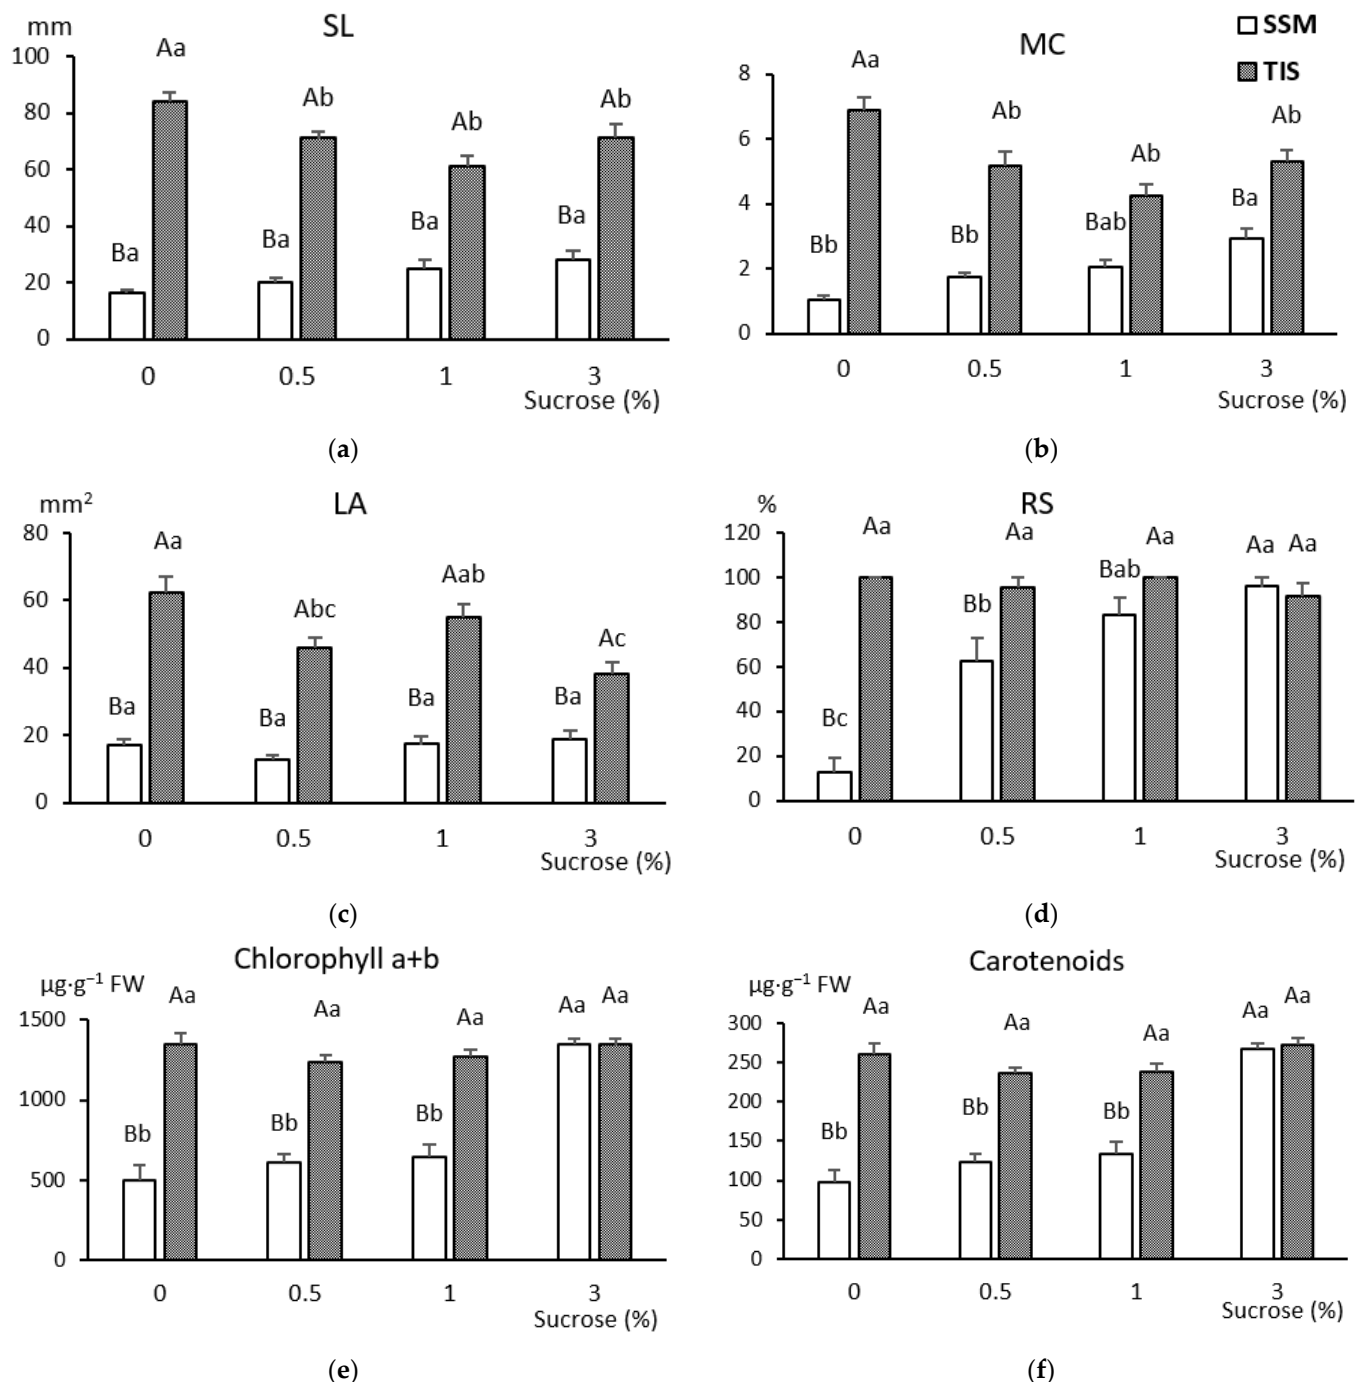 mm
SL
100
80
60
40
20
0
Aa
Ab
Ab
Ab
Ba
Ba
Ba
Ba
0 0.5 1 3
Sucrose (%)
(a)
MC
SSM
TIS
8
6
4
2
0
Aa
Ab
Ab
Ab
Bb
Bb
Bab
Ba
0 0.5 1 3
Sucrose (%)
(b)
mm²
LA
80
60
40
20
0
Aa
Abc
Aab
Ac
Ba
Ba
Ba
Ba
0 0.5 1 3
Sucrose (%)
(c)
%
RS
120
100
80
60
40
20
0
Aa
Aa
Aa
Aa
Aa
Bc
Bb
Bab
0 0.5 1 3
Sucrose (%)
(d)
Chlorophyll a+b
µg·g⁻¹ FW
1500
1000
500
0
Aa
Aa
Aa
Aa
Aa
Bb
Bb
Bb
0 0.5 1 3
Sucrose (%)
(e)
Carotenoids
µg·g⁻¹ FW
300
250
200
150
100
50
0
Aa
Aa
Aa
Aa
Aa
Bb
Bb
Bb
0 0.5 1 3
Sucrose (%)
(f)